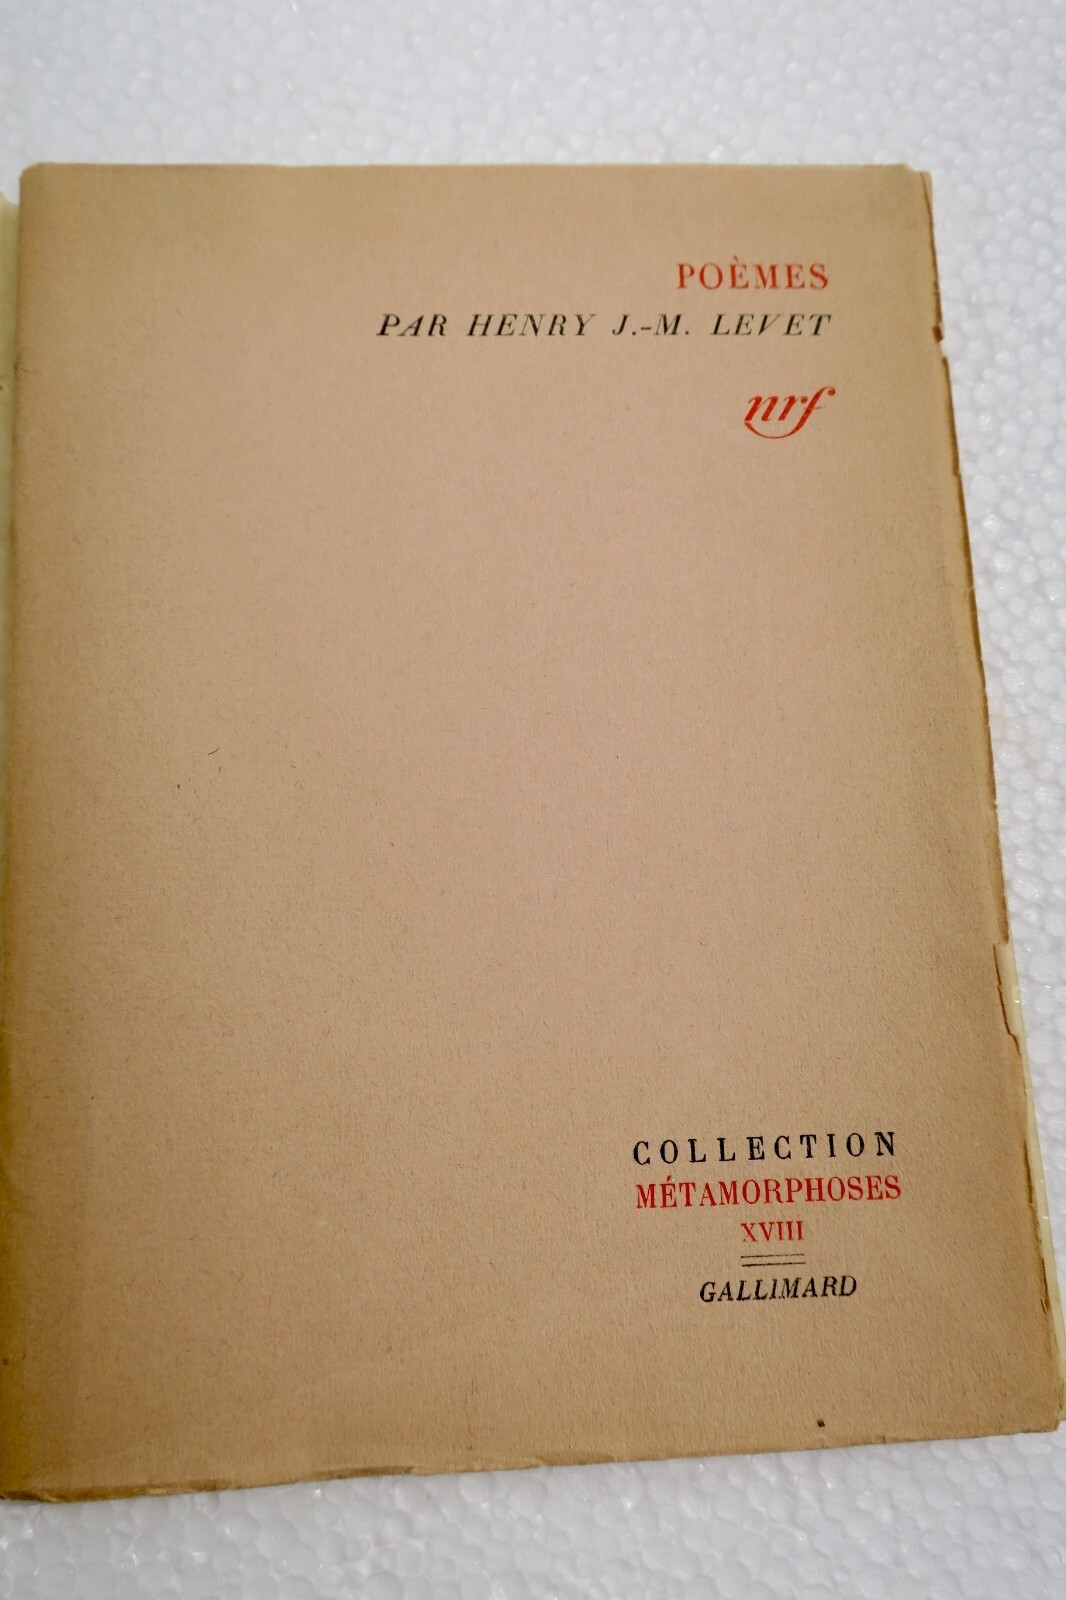 POÈMES
PAR HENRY J.-M. LEVET
nrf
COLLECTION
MÉTAMORPHOSES
XVIII
GALLIMARD